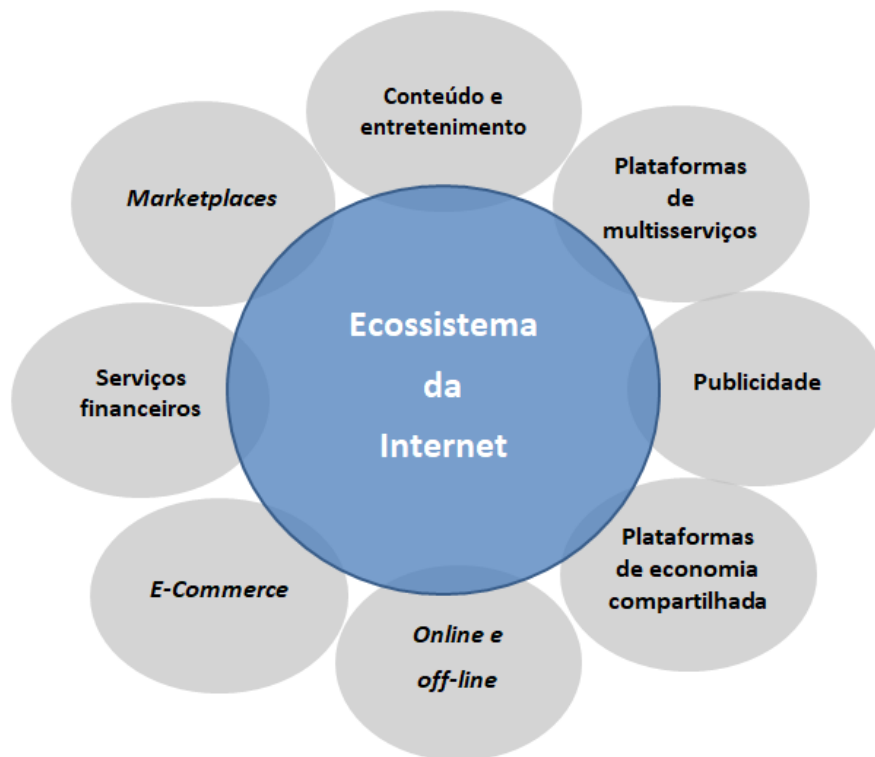 Conteúdo e
entretenimento
Plataformas
de
multisserviços
Publicidade
Plataformas
de economia
compartilhada
Online e
off-line
E-Commerce
Serviços
financeiros
Marketplaces
Ecossistema
da
Internet